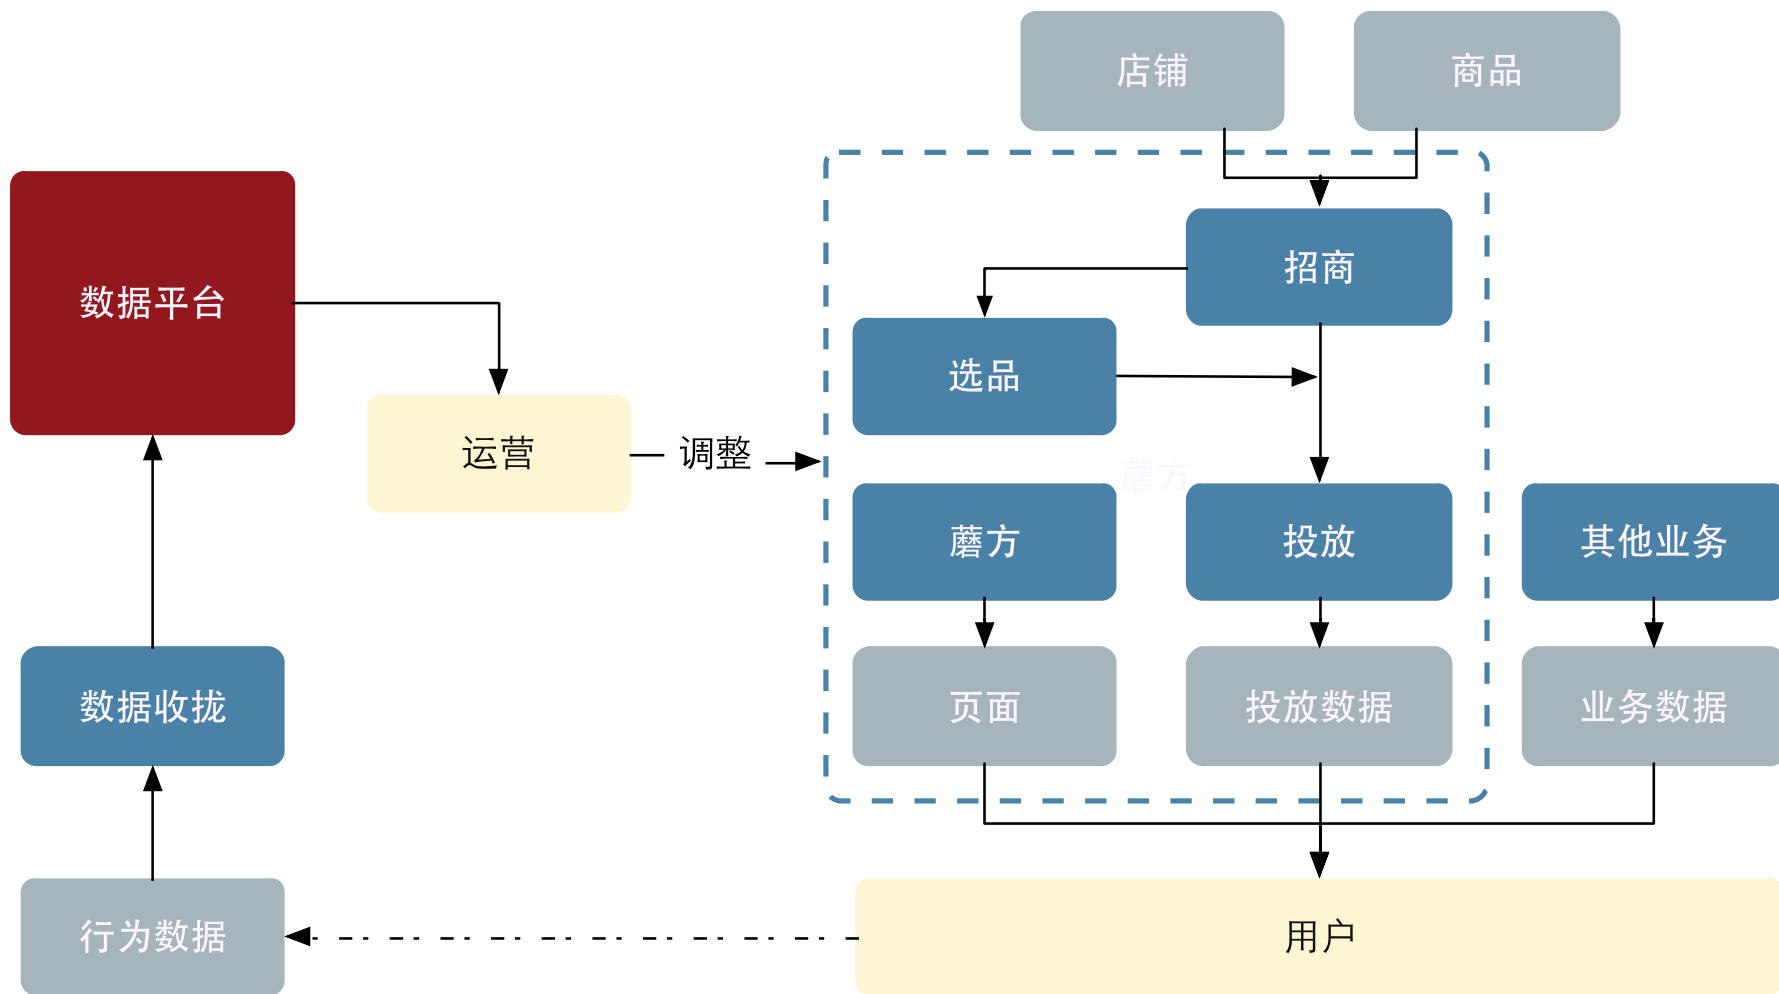 店铺
商品
数据平台
招商
选品
运营
调整
蘑方
蘑方
投放
其他业务
数据收拢
页面
投放数据
业务数据
行为数据
用户